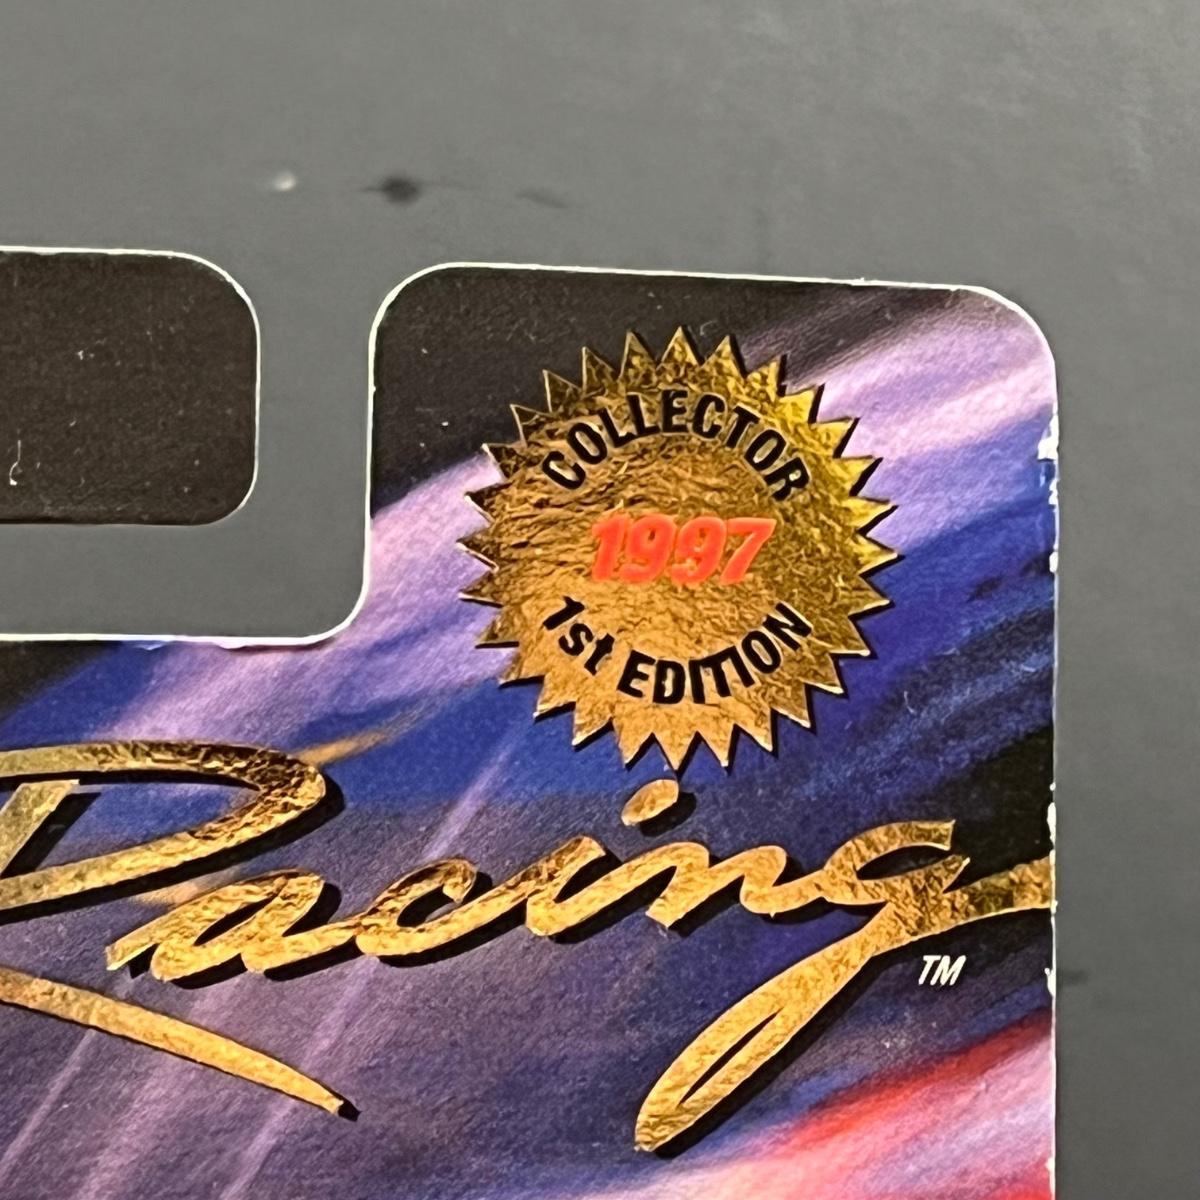 COLLECTOR
1997
1st EDITION
Racing
TM